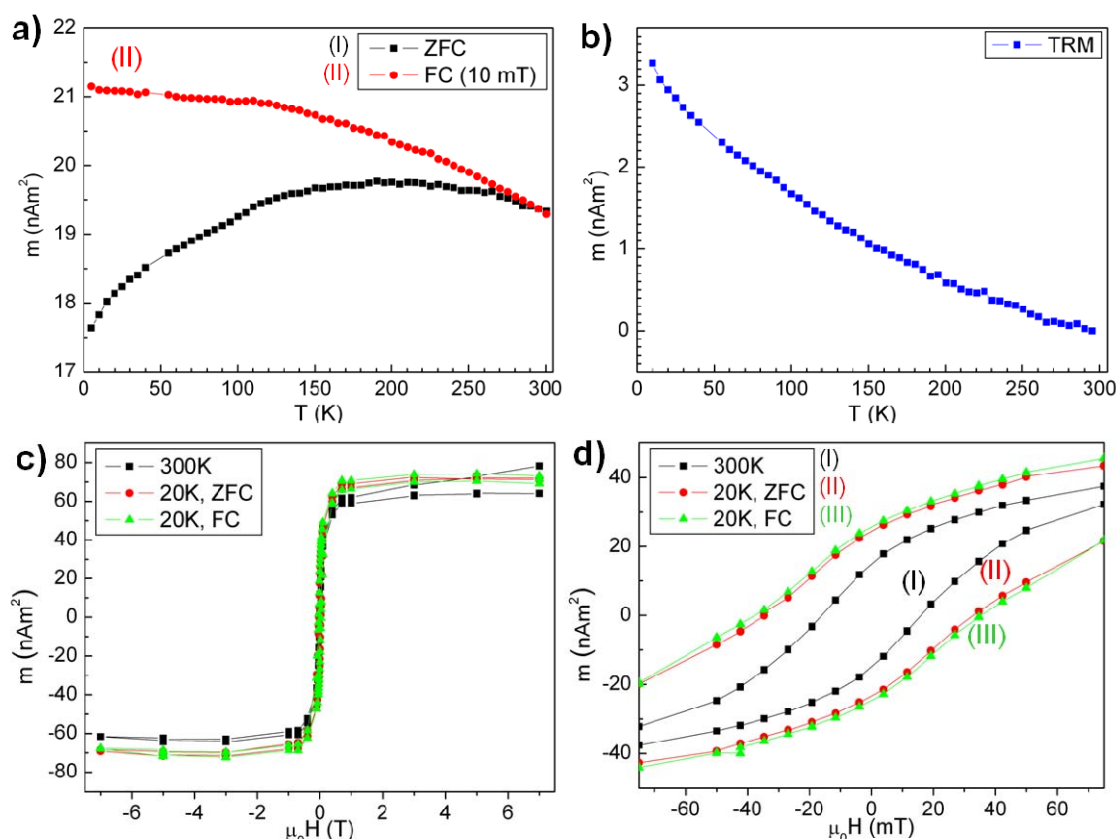 a)
22
21
20
19
18
17
m (nAm²)
(II)
(I)
(II)
ZFC
FC (10 mT)
0 50 100 150 200 250 300
T (K)
b)
3
2
1
0
m (nAm²)
TRM
0 50 100 150 200 250 300
T (K)
c)
80
60
40
20
0
-20
-40
-60
-80
m (nAm²)
300K
20K, ZFC
20K, FC
-6 -4 -2 0 2 4 6
μ₀H (T)
d)
40
20
0
-20
-40
m (nAm²)
300K (I)
20K, ZFC (II)
20K, FC (III)
(I)
(II)
(III)
-60 -40 -20 0 20 40 60
μ₀H (mT)